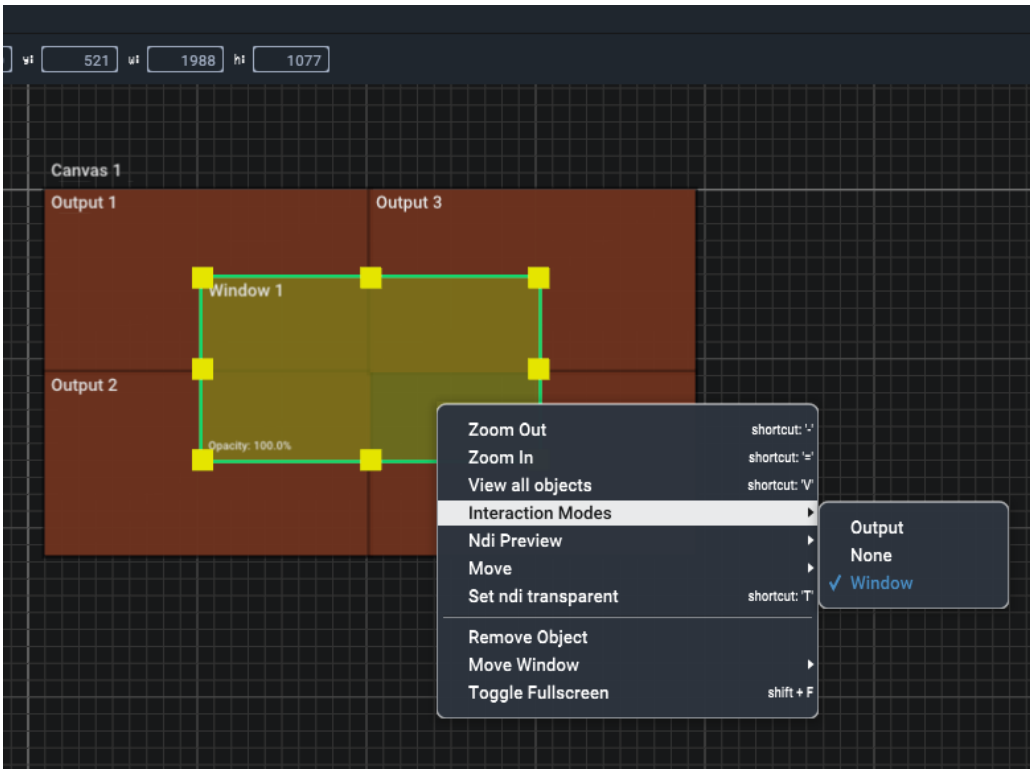 y: 521 w: 1988 h: 1077
Canvas 1
Output 1
Output 3
Window 1
Output 2
Opacity: 100.0%
Zoom Out shortcut: '-'
Zoom In shortcut: '='
View all objects shortcut: 'V'
Interaction Modes
Ndi Preview
Move
Set ndi transparent shortcut: 'T'
Remove Object
Move Window
Toggle Fullscreen shift + F
Output
None
Window